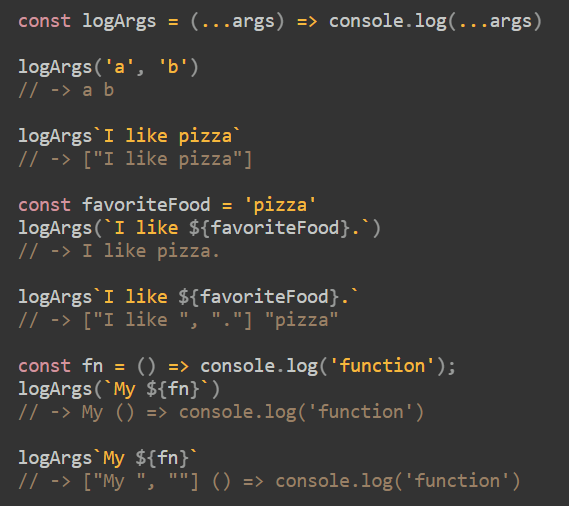 const logArgs = (...args) => console.log(...args)
logArgs('a', 'b')
// -> a b
logArgs`I like pizza`
// -> ["I like pizza"]
const favoriteFood = 'pizza'
logArgs(`I like ${favoriteFood}.`)
// -> I like pizza.
logArgs`I like ${favoriteFood}.`
// -> ["I like ", "."] "pizza"
const fn = () => console.log('function');
logArgs(`My ${fn}`)
// -> My () => console.log('function')
logArgs`My ${fn}`
// -> ["My ", ""] () => console.log('function')